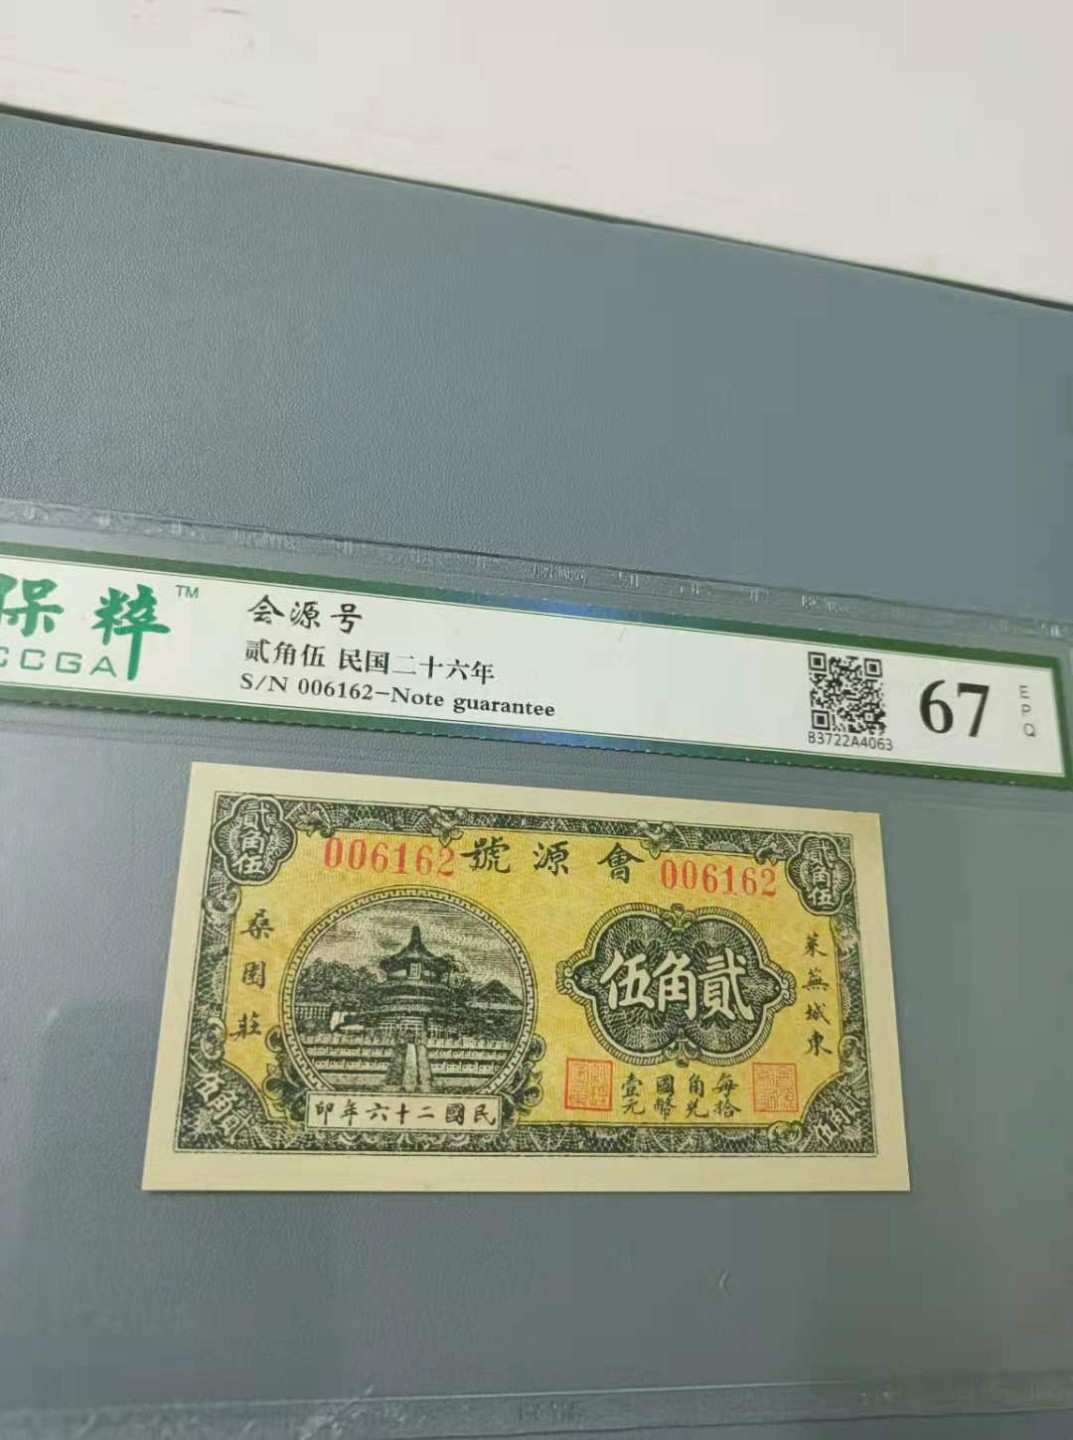 保粹™
CCGA
会源号
贰角伍 民国二十六年
S/N 006162-Note guarantee
B3722A4063
67
EPQ
貳角伍
貳角伍
006162
號源會
006162
桑園莊
伍角貳
萊蕪城東
每拾角兑國幣壹元
印年六十二國民